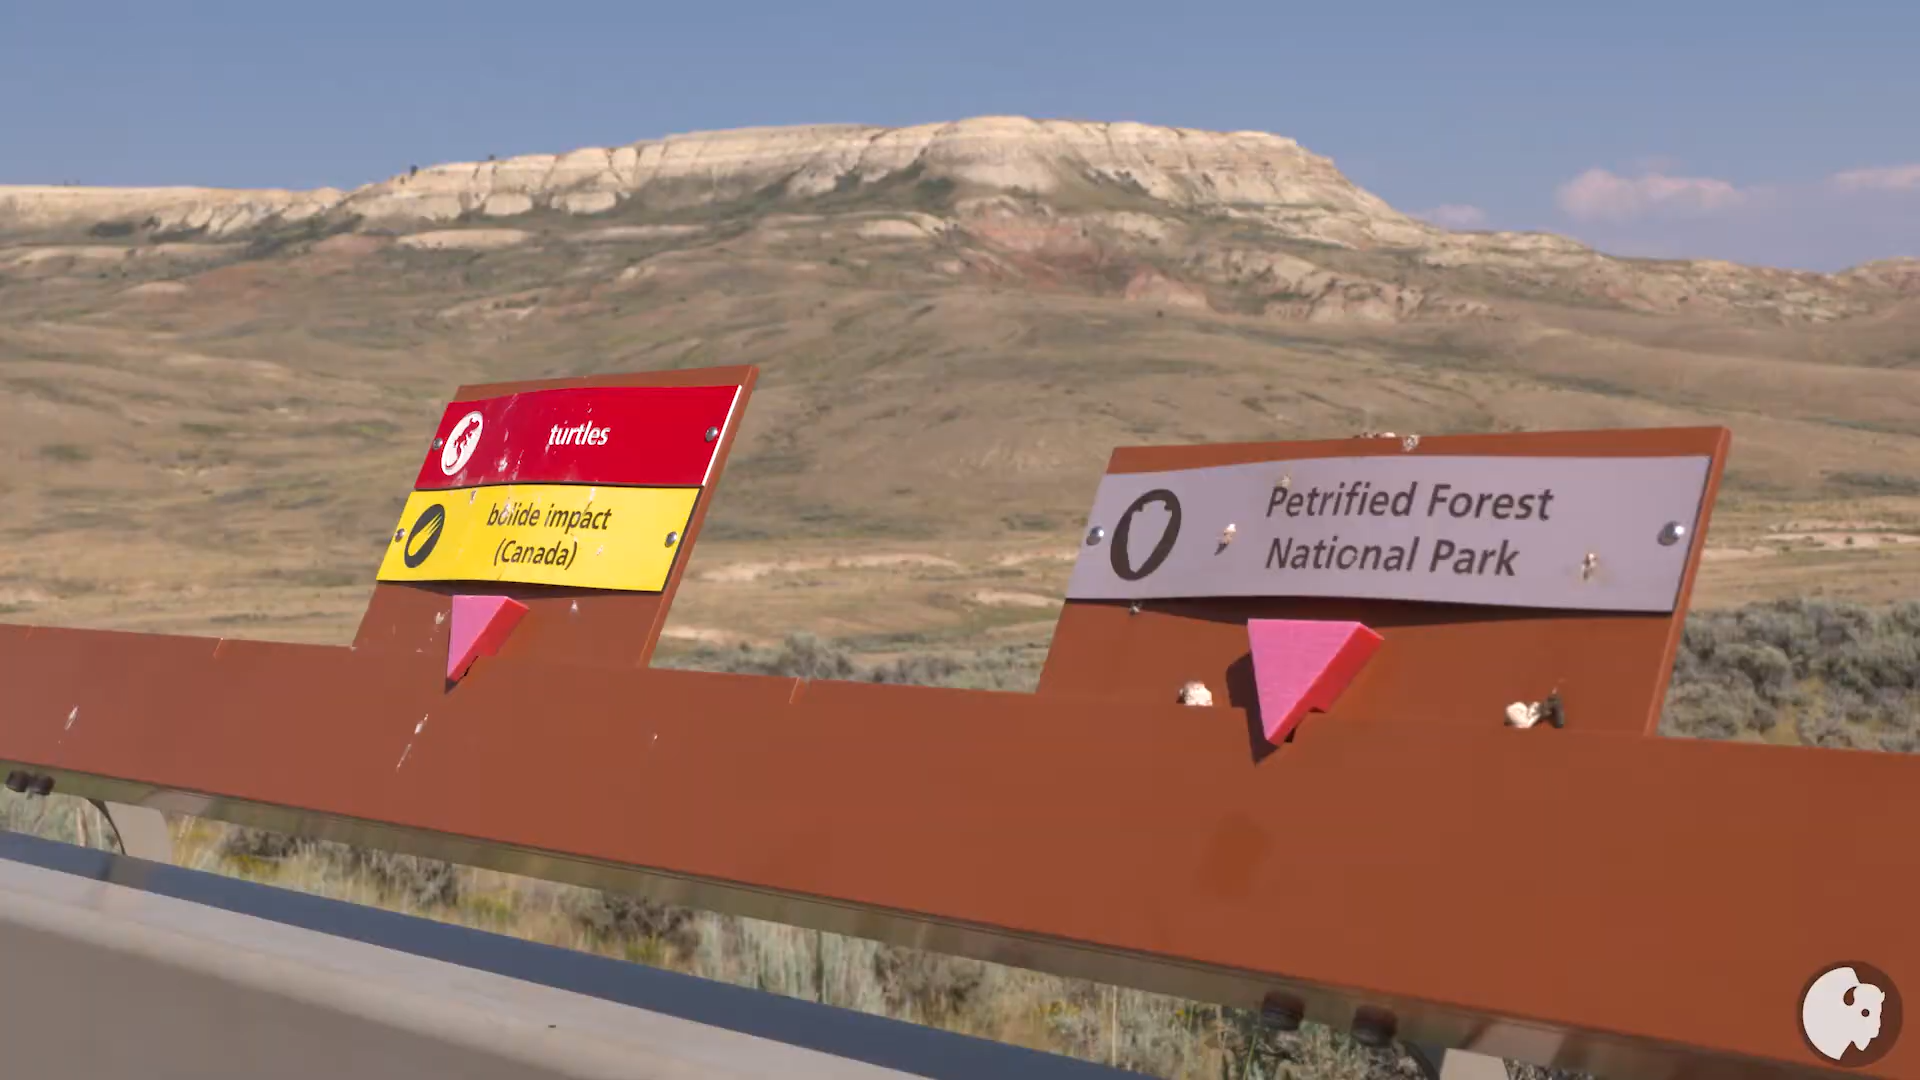 turtles
bolide impact
(Canada)
Petrified Forest
National Park